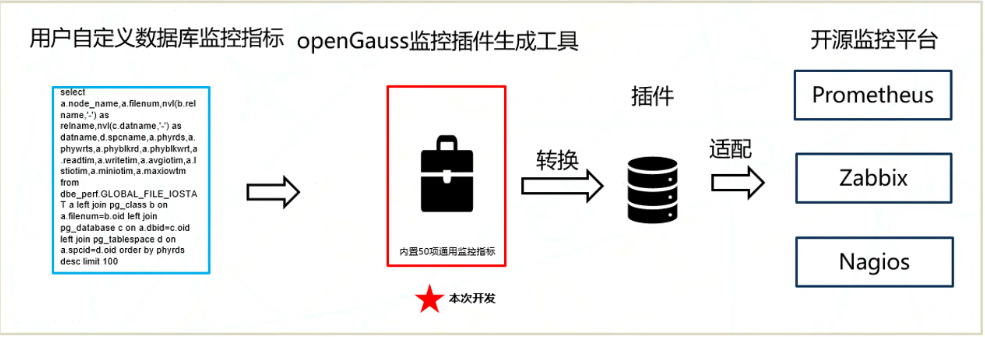 用户自定义数据库监控指标
select
a.node_name,a.filenum,nvl(b.rel
name,'-') as
relname,nvl(c.datname,'-') as
datname,d.spcname,a.phyrds,a.
phywrts,a.phyblkrd,a.phyblkwrt,a
.readtim,a.writetim,a.avgiotim,a.l
stiotim,a.miniotim,a.maxiowtm
from
dbe_perf.GLOBAL_FILE_IOSTA
T a left join pg_class b on
a.filenum=b.oid left join
pg_database c on a.dbid=c.oid
left join pg_tablespace d on
a.spcid=d.oid order by phyrds
desc limit 100
openGauss监控插件生成工具
内置50项通用监控指标
本次开发
转换
插件
适配
开源监控平台
Prometheus
Zabbix
Nagios